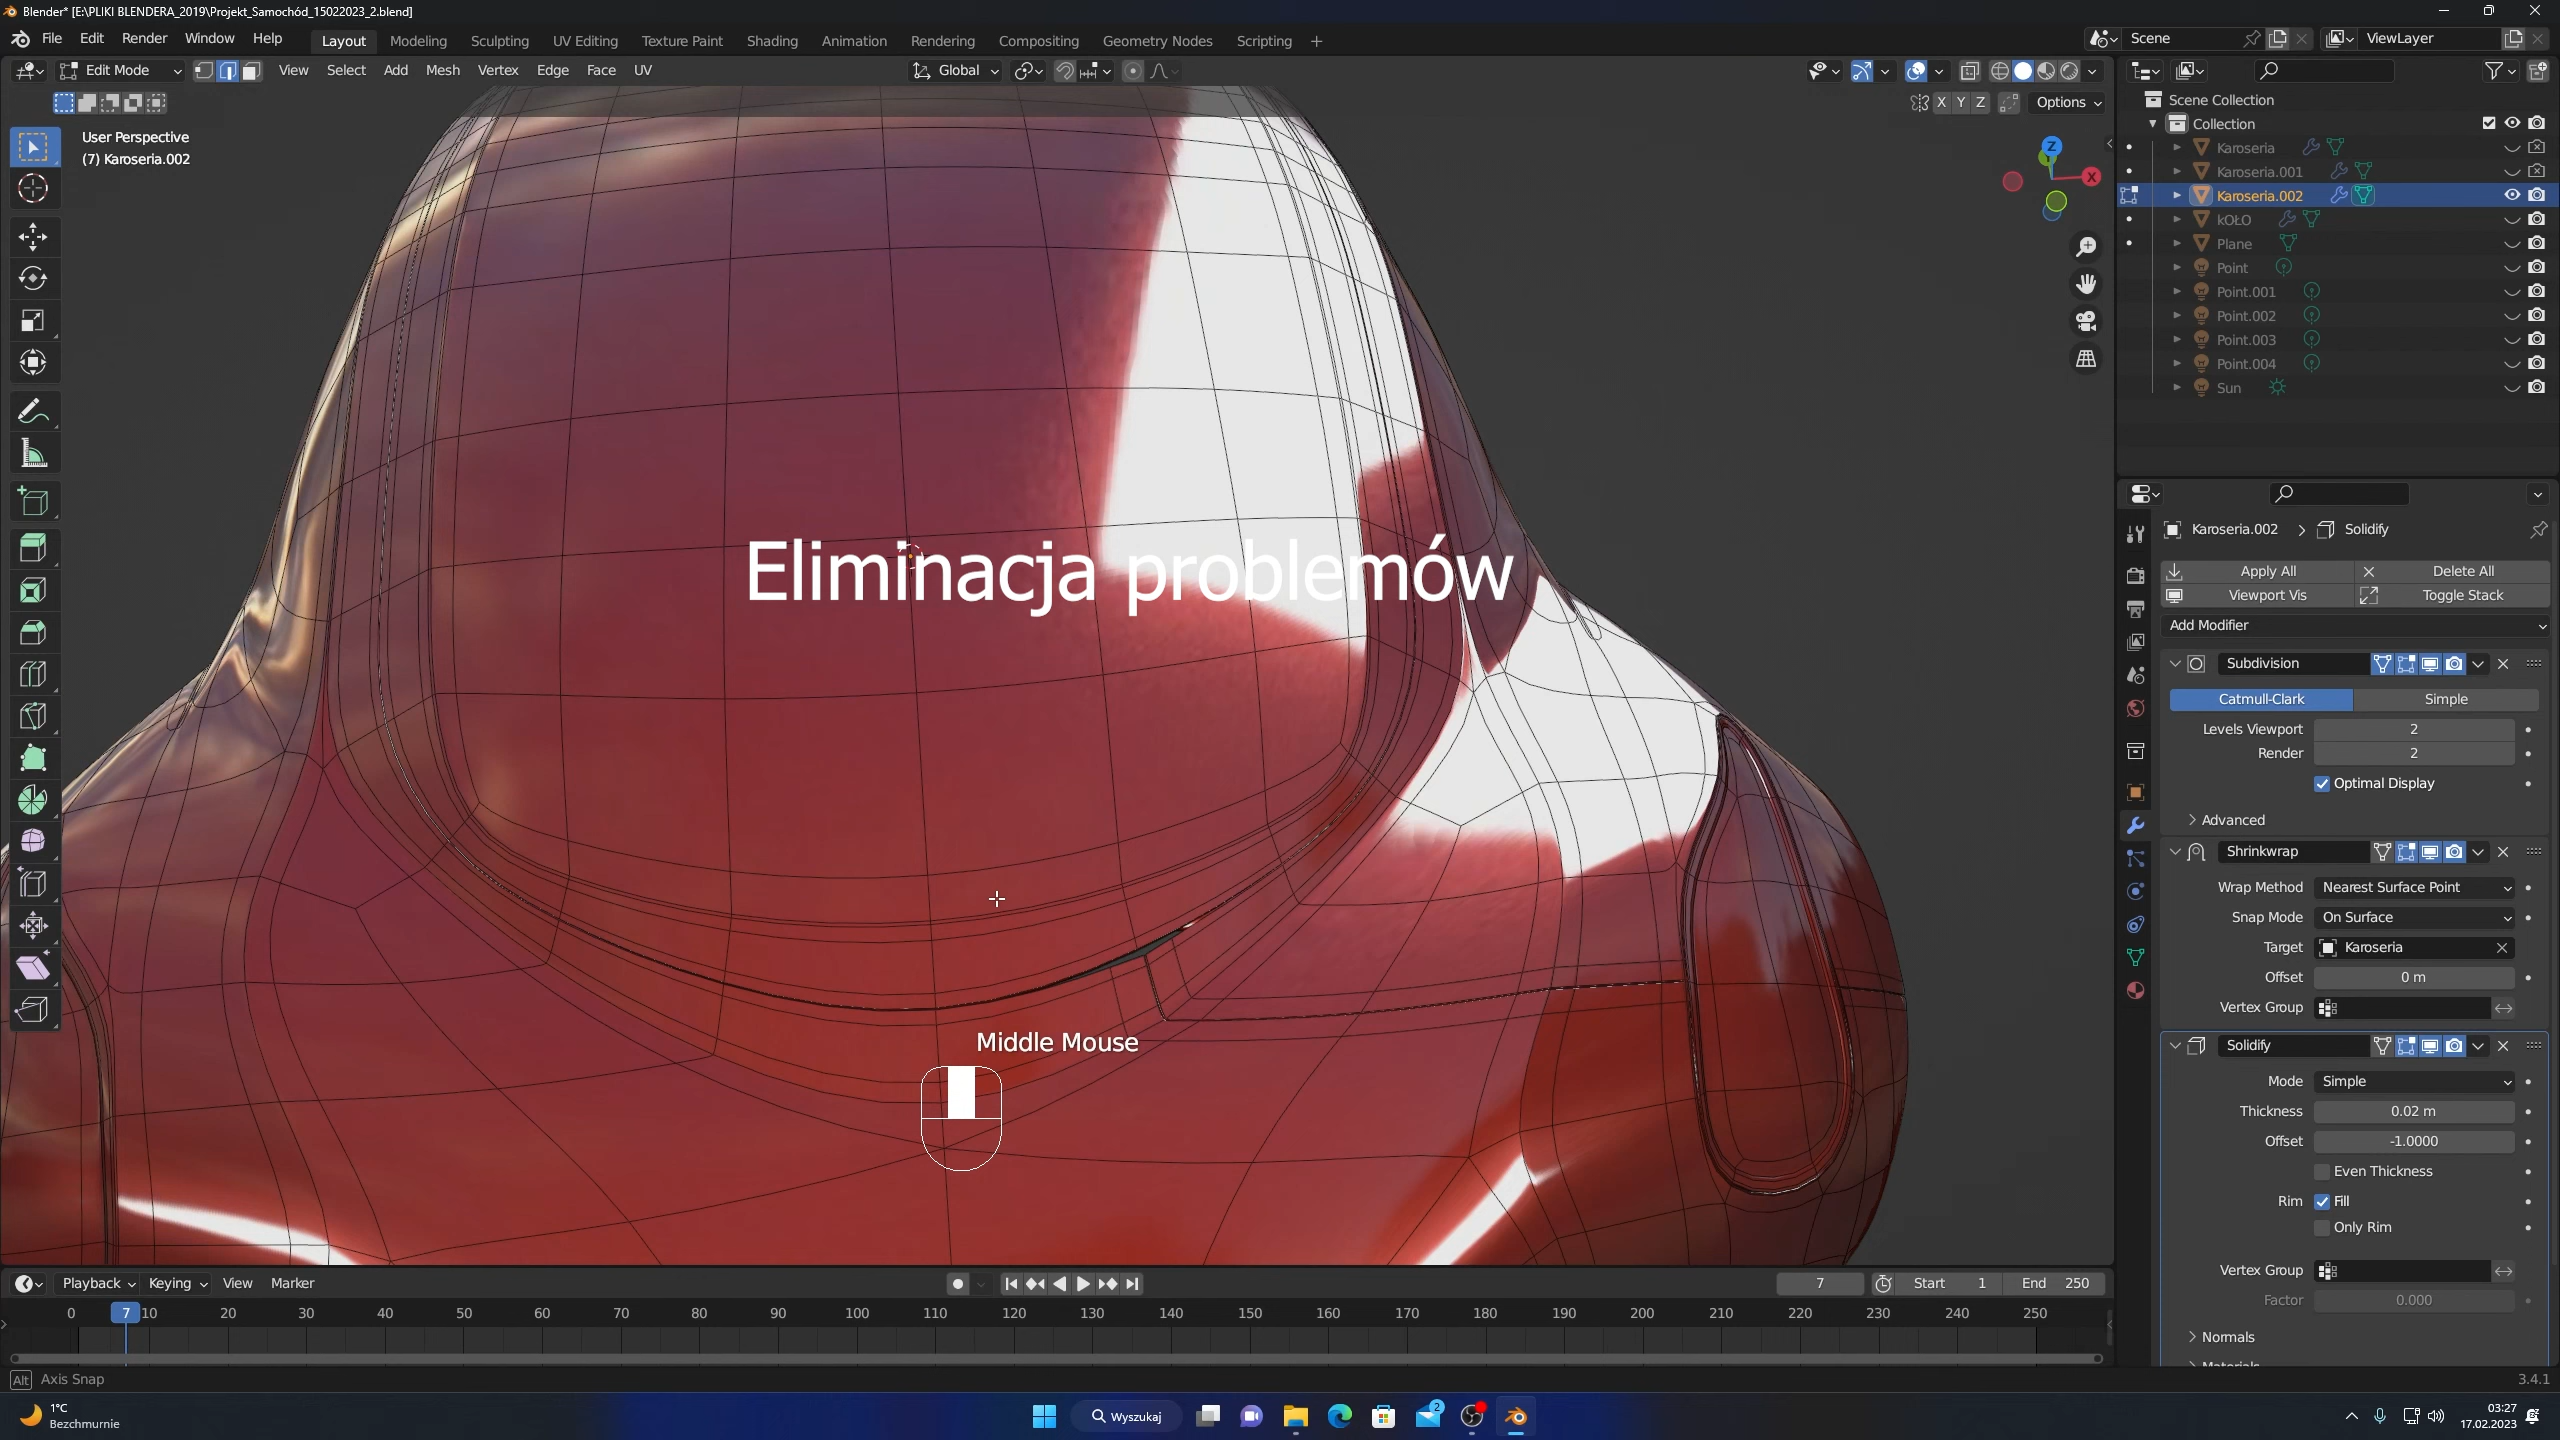 Blender* [E:\PLIKI BLENDERA_2019\Projekt_Samochód_15022023_2.blend]
File Edit Render Window Help Layout Modeling Sculpting UV Editing Texture Paint Shading Animation Rendering Compositing Geometry Nodes Scripting + Scene ViewLayer
Edit Mode View Select Add Mesh Vertex Edge Face UV Global
X Y Z Options
User Perspective
(7) Karoseria.002
Z
X
Scene Collection
Collection
Karoseria
Karoseria.001
Karoseria.002
kOŁO
Plane
Point
Point.001
Point.002
Point.003
Point.004
Sun
Eliminacja problemów
Middle Mouse
Karoseria.002 > Solidify
Apply All Delete All
Viewport Vis Toggle Stack
Add Modifier
Subdivision
Catmull-Clark Simple
Levels Viewport 2
Render 2
Optimal Display
Advanced
Shrinkwrap
Wrap Method Nearest Surface Point
Snap Mode On Surface
Target Karoseria
Offset 0 m
Vertex Group
Solidify
Mode Simple
Thickness 0.02 m
Offset -1.0000
Even Thickness
Rim Fill
Only Rim
Vertex Group
Factor 0.000
Normals
Materials
Playback Keying View Marker 7 Start 1 End 250
0 7 10 20 30 40 50 60 70 80 90 100 110 120 130 140 150 160 170 180 190 200 210 220 230 240 250
Alt Axis Snap 3.4.1
1°C
Bezchmurnie
Wyszukaj
2
03:27
17.02.2023